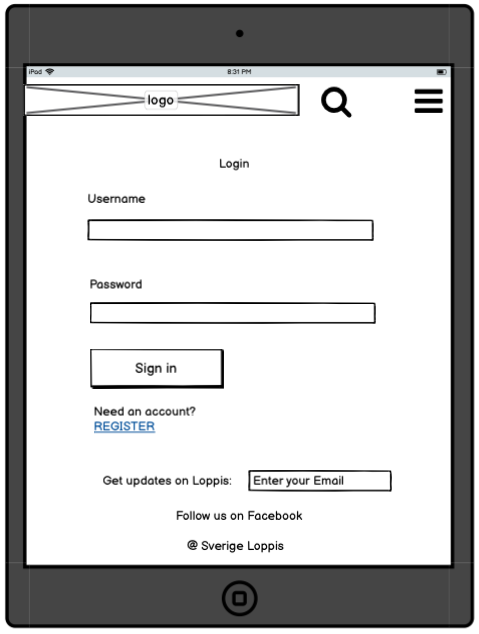 iPod 8:31 PM
logo
Login
Username
Password
Sign in
Need an account?
REGISTER
Get updates on Loppis: Enter your Email
Follow us on Facebook
@ Sverige Loppis